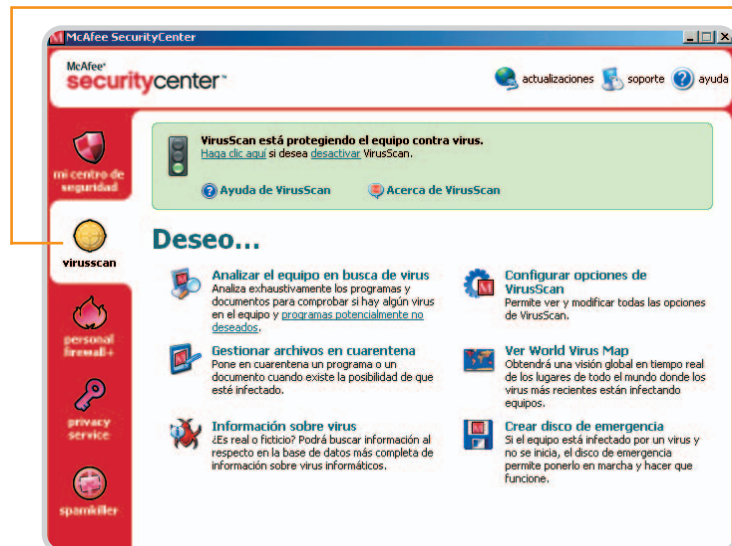 McAfee SecurityCenter
McAfee®
securitycenter™
actualizaciones
soporte
ayuda
mi centro de
seguridad
virusscan
personal
firewall+
privacy
service
spamkiller
VirusScan está protegiendo el equipo contra virus.
Haga clic aquí si desea desactivar VirusScan.
Ayuda de VirusScan
Acerca de VirusScan
Deseo...
Analizar el equipo en busca de virus
Analiza exhaustivamente los programas y
documentos para comprobar si hay algún virus
en el equipo y programas potencialmente no
deseados.
Configurar opciones de
VirusScan
Permite ver y modificar todas las opciones
de VirusScan.
Gestionar archivos en cuarentena
Pone en cuarentena un programa o un
documento cuando existe la posibilidad de que
esté infectado.
Ver World Virus Map
Obtendrá una visión global en tiempo real
de los lugares de todo el mundo donde los
virus más recientes están infectando
equipos.
Información sobre virus
¿Es real o ficticio? Podrá buscar información al
respecto en la base de datos más completa de
información sobre virus informáticos.
Crear disco de emergencia
Si el equipo está infectado por un virus y
no se inicia, el disco de emergencia
permite ponerlo en marcha y hacer que
funcione.